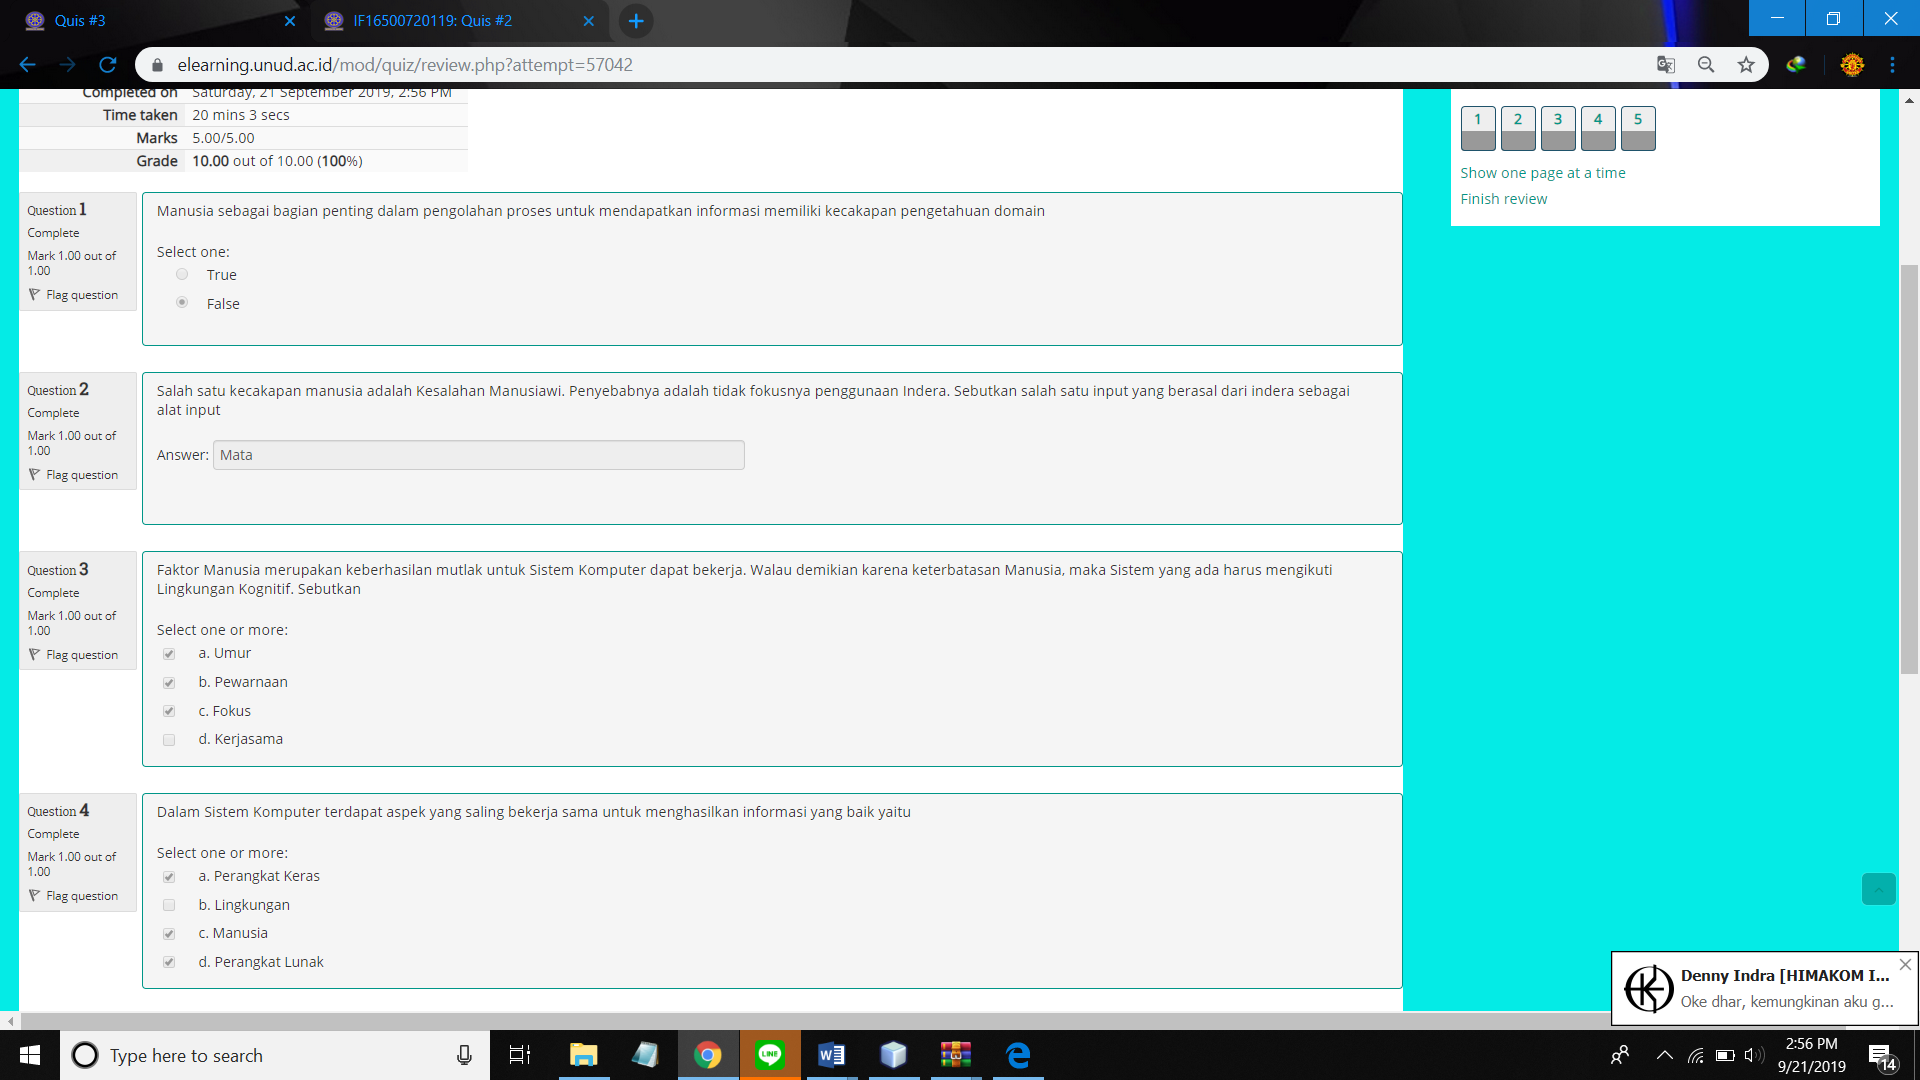 Quis #3
IF16500720119: Quis #2
elearning.unud.ac.id/mod/quiz/review.php?attempt=57042
Completed on Saturday, 21 September 2019, 2:56 PM
Time taken 20 mins 3 secs
Marks 5.00/5.00
Grade 10.00 out of 10.00 (100%)
1 2 3 4 5
Show one page at a time
Finish review
Question 1
Complete
Mark 1.00 out of
1.00
Flag question
Manusia sebagai bagian penting dalam pengolahan proses untuk mendapatkan informasi memiliki kecakapan pengetahuan domain
Select one:
True
False
Question 2
Complete
Mark 1.00 out of
1.00
Flag question
Salah satu kecakapan manusia adalah Kesalahan Manusiawi. Penyebabnya adalah tidak fokusnya penggunaan Indera. Sebutkan salah satu input yang berasal dari indera sebagai
alat input
Answer: Mata
Question 3
Complete
Mark 1.00 out of
1.00
Flag question
Faktor Manusia merupakan keberhasilan mutlak untuk Sistem Komputer dapat bekerja. Walau demikian karena keterbatasan Manusia, maka Sistem yang ada harus mengikuti
Lingkungan Kognitif. Sebutkan
Select one or more:
a. Umur
b. Pewarnaan
c. Fokus
d. Kerjasama
Question 4
Complete
Mark 1.00 out of
1.00
Flag question
Dalam Sistem Komputer terdapat aspek yang saling bekerja sama untuk menghasilkan informasi yang baik yaitu
Select one or more:
a. Perangkat Keras
b. Lingkungan
c. Manusia
d. Perangkat Lunak
Denny Indra [HIMAKOM I...
Oke dhar, kemungkinan aku g...
Type here to search
LINE
2:56 PM
9/21/2019
14